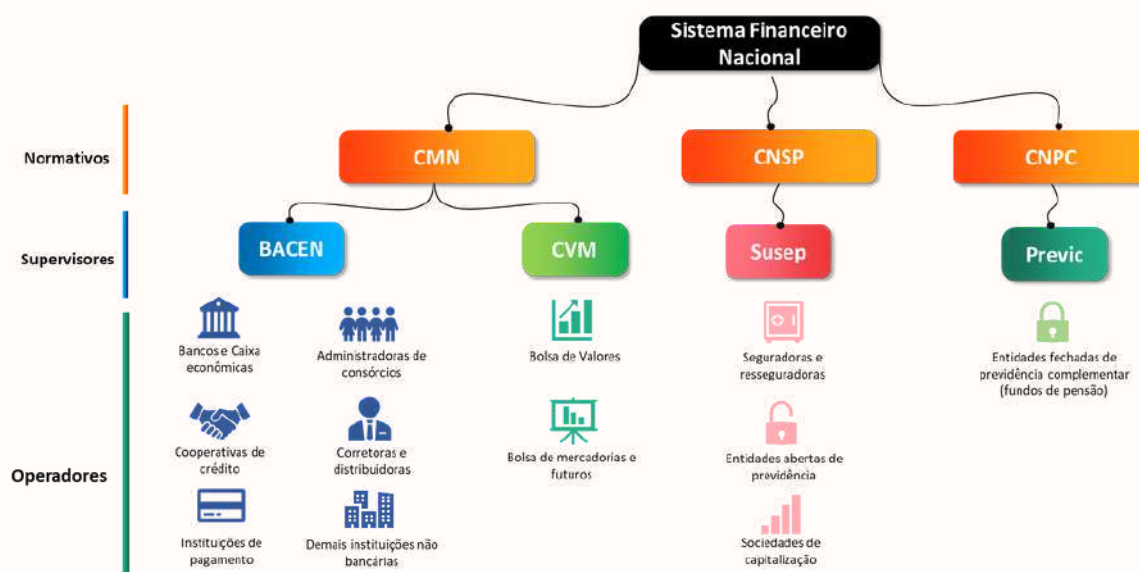 Sistema Financeiro
Nacional
Normativos
CMN
CNSP
CNPC
Supervisores
BACEN
CVM
Susep
Previc
Operadores
Bancos e Caixa
econômicas
Administradoras de
consórcios
Bolsa de Valores
Seguradoras e
resseguradoras
Entidades fechadas de
previdência complementar
(fundos de pensão)
Cooperativas de
crédito
Corretoras e
distribuidoras
Bolsa de mercadorias e
futuros
Entidades abertas de
previdência
Instituições de
pagamento
Demais instituições não
bancárias
Sociedades de
capitalização